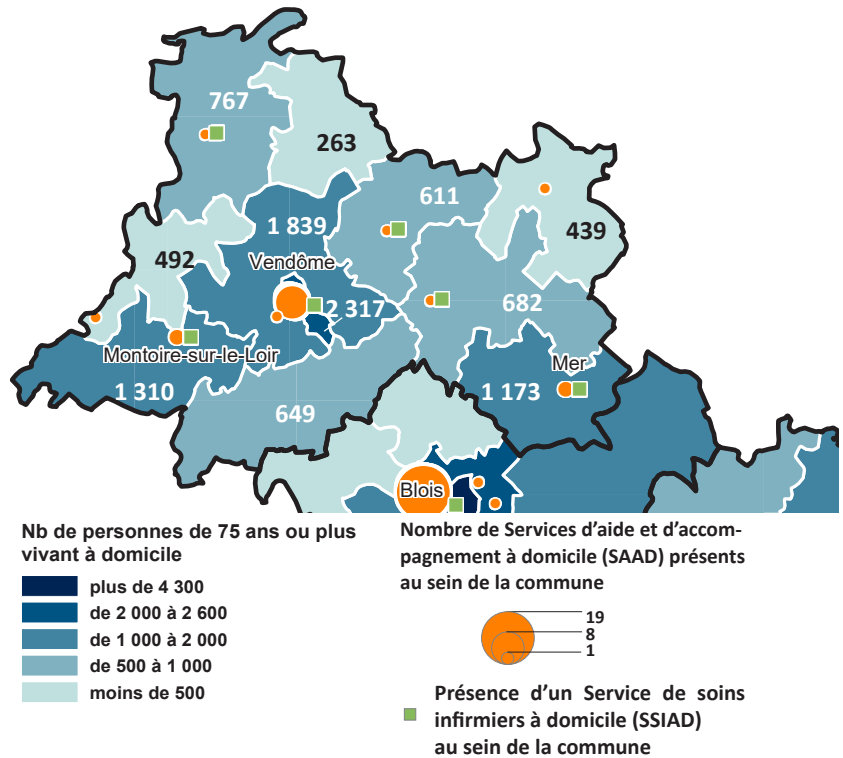 767
263
611
1 839
439
492
Vendôme
2 317
682
Montoire-sur-le-Loir
Mer
1 310
1 173
649
Blois
Nb de personnes de 75 ans ou plus
vivant à domicile
plus de 4 300
de 2 000 à 2 600
de 1 000 à 2 000
de 500 à 1 000
moins de 500
Nombre de Services d'aide et d'accom-
pagnement à domicile (SAAD) présents
au sein de la commune
19
8
1
Présence d'un Service de soins
infirmiers à domicile (SSIAD)
au sein de la commune